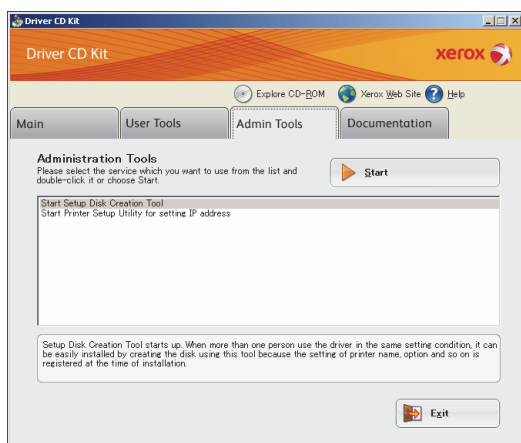 Driver CD Kit
Driver CD Kit
xerox
Explore CD-ROM
Xerox Web Site
Help
Main
User Tools
Admin Tools
Documentation
Administration Tools
Please select the service which you want to use from the list and
double-click it or choose Start.
Start
Start Setup Disk Creation Tool
Start Printer Setup Utility for setting IP address
Setup Disk Creation Tool starts up. When more than one person use the driver in the same setting condition, it can
be easily installed by creating the disk using this tool because the setting of printer name, option and so on is
registered at the time of installation.
Exit